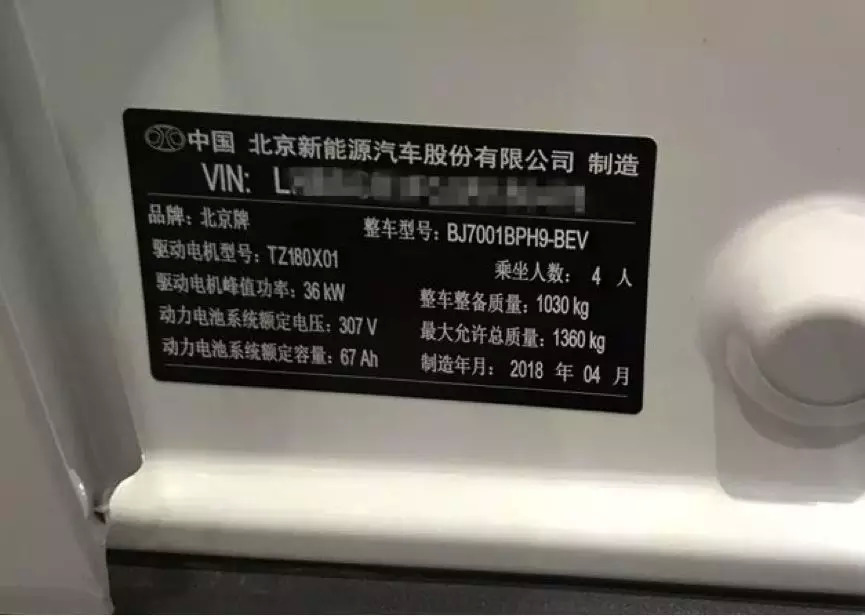 中国 北京新能源汽车股份有限公司 制造
VIN: L
品牌: 北京牌 整车型号: BJ7001BPH9-BEV
驱动电机型号: TZ180X01 乘坐人数: 4 人
驱动电机峰值功率: 36 kW 整车整备质量: 1030 kg
动力电池系统额定电压: 307 V 最大允许总质量: 1360 kg
动力电池系统额定容量: 67 Ah 制造年月: 2018 年 04 月